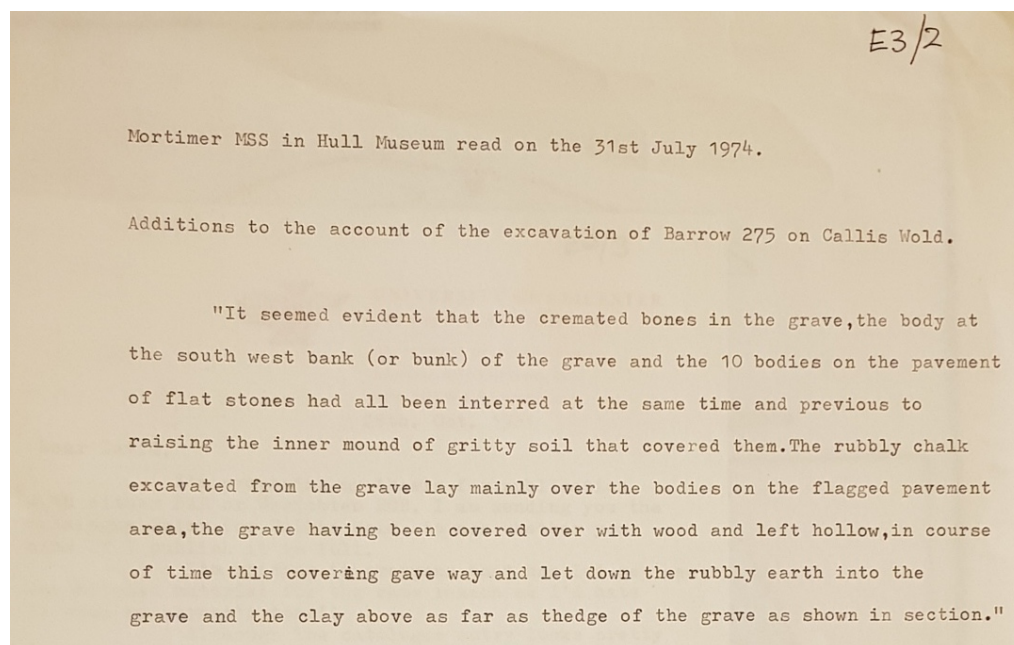 E3/2
Mortimer MSS in Hull Museum read on the 31st July 1974.
Additions to the account of the excavation of Barrow 275 on Callis Wold.
"It seemed evident that the cremated bones in the grave,the body at
the south west bank (or bunk) of the grave and the 10 bodies on the pavement
of flat stones had all been interred at the same time and previous to
raising the inner mound of gritty soil that covered them.The rubbly chalk
excavated from the grave lay mainly over the bodies on the flagged pavement
area,the grave having been covered over with wood and left hollow,in course
of time this covering gave way and let down the rubbly earth into the
grave and the clay above as far as thedge of the grave as shown in section."